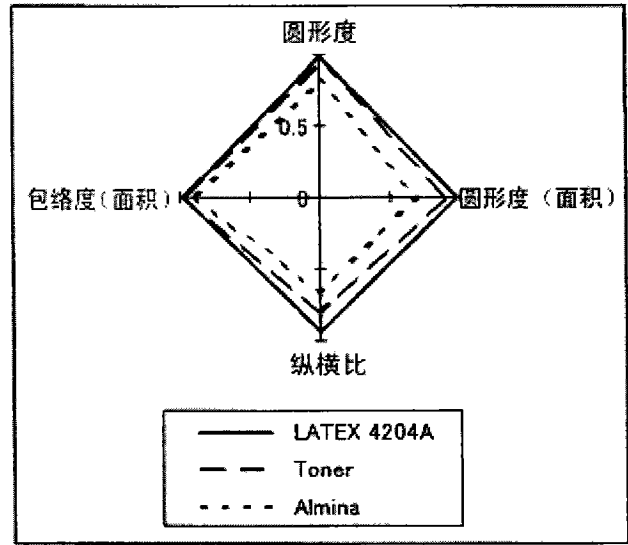 圆形度
0.5
包络度(面积)
0
圆形度（面积）
纵横比
LATEX 4204A
Toner
Almina